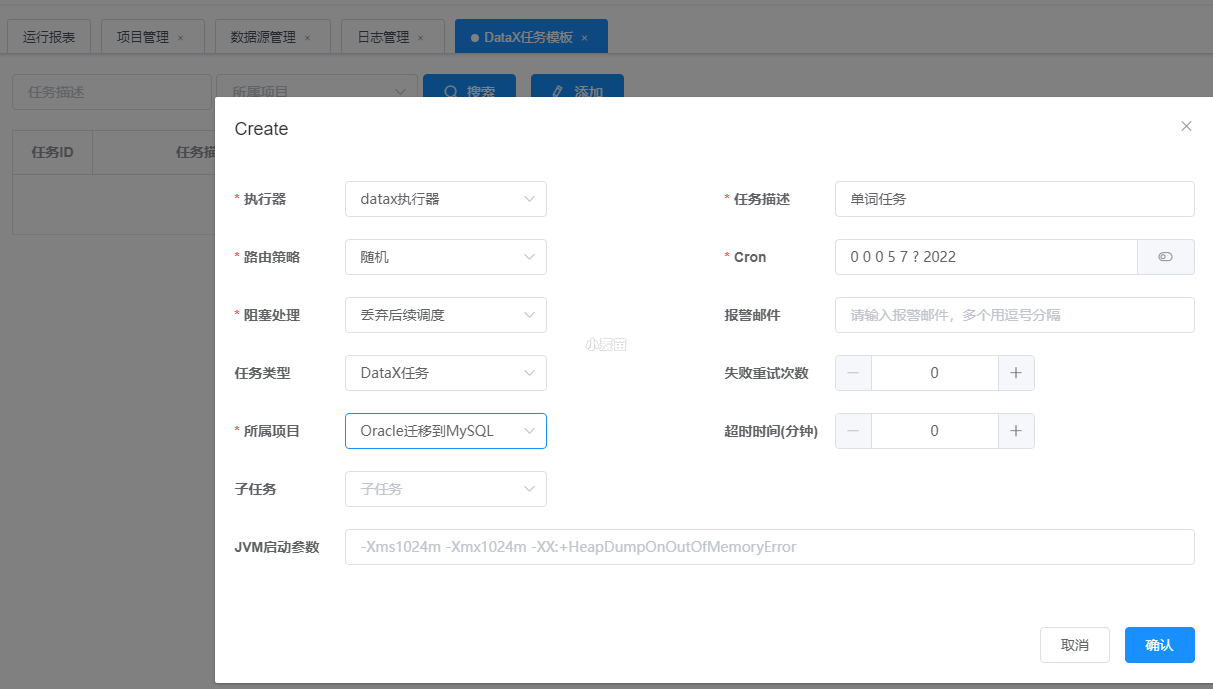 运行报表 项目管理 × 数据源管理 × 日志管理 × DataX任务模板 ×
任务描述 所属项目 搜索 添加
任务ID 任务描
Create
* 执行器 datax执行器 * 任务描述 单词任务
* 路由策略 随机 * Cron 0 0 0 5 7 ? 2022
* 阻塞处理 丢弃后续调度 报警邮件 请输入报警邮件，多个用逗号分隔
小麦苗
任务类型 DataX任务 失败重试次数 — 0 +
* 所属项目 Oracle迁移到MySQL 超时时间(分钟) — 0 +
子任务 子任务
JVM启动参数 -Xms1024m -Xmx1024m -XX:+HeapDumpOnOutOfMemoryError
取消 确认